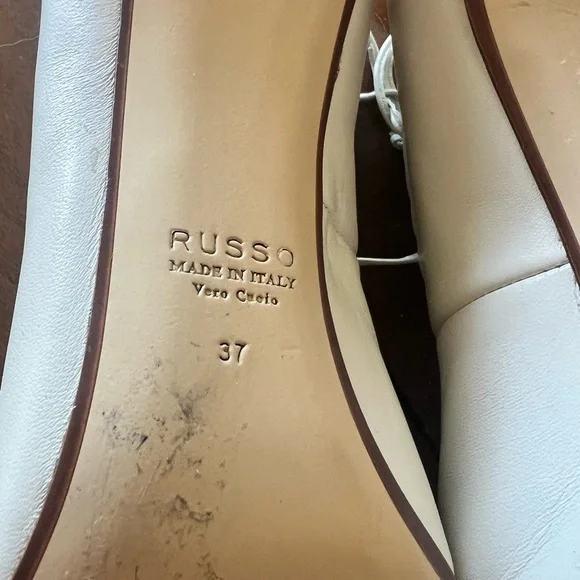 RUSSO
MADE IN ITALY
Vero Cuoio
37